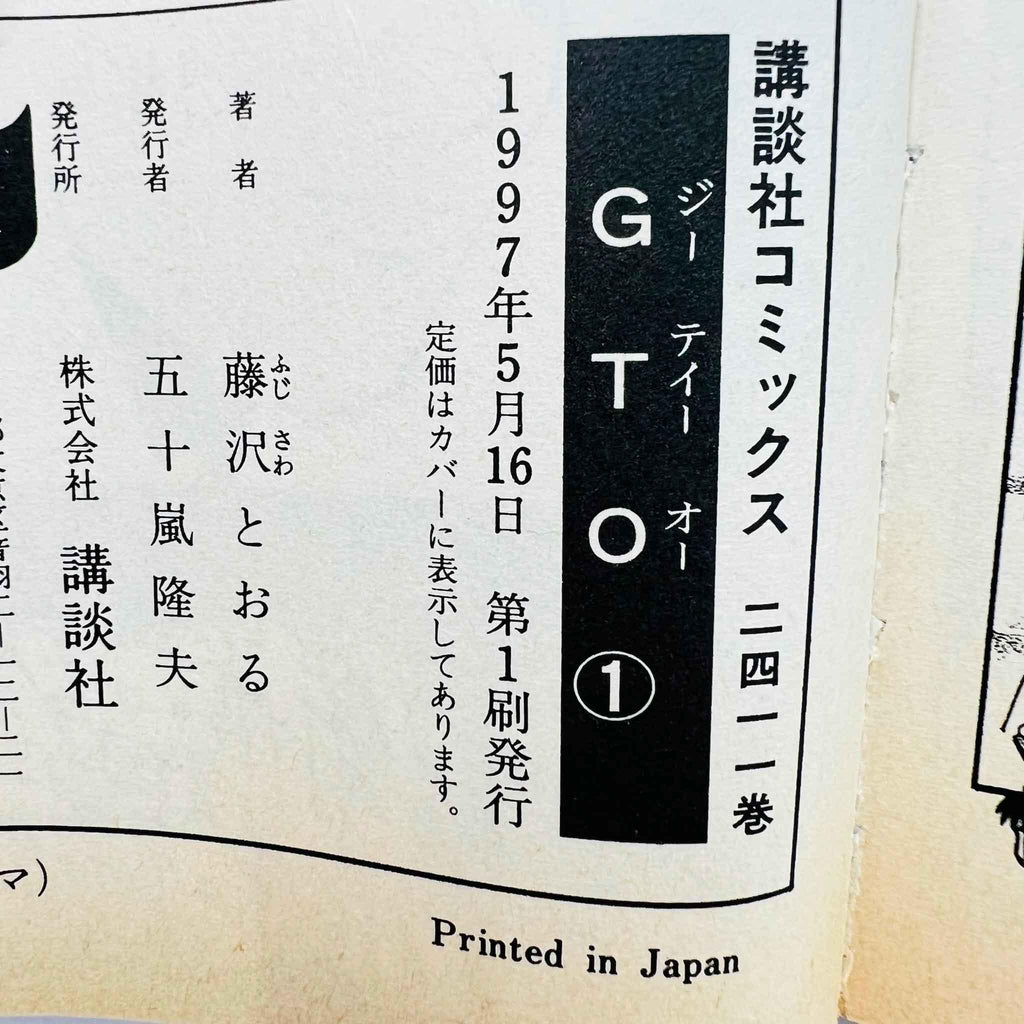 講談社コミックス 二四一一巻
ジーティーオー
GTO①
1997年5月16日 第1刷発行
定価はカバーに表示してあります。
著者 藤沢とおる
ふじさわ
発行者 五十嵐隆夫
発行所 株式会社 講談社
マ)
Printed in Japan